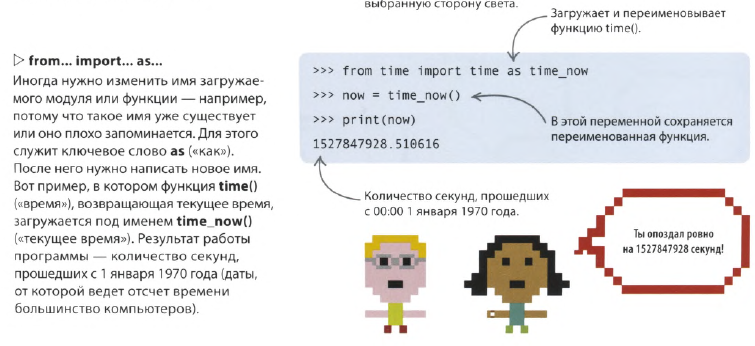 выбранную сторону света.
▷ from... import... as...
Иногда нужно изменить имя загружае-
мого модуля или функции — например,
потому что такое имя уже существует
или оно плохо запоминается. Для этого
служит ключевое слово as («как»).
После него нужно написать новое имя.
Вот пример, в котором функция time()
(«время»), возвращающая текущее время,
загружается под именем time_now()
(«текущее время»). Результат работы
программы — количество секунд,
прошедших с 1 января 1970 года (даты,
от которой ведет отсчет времени
большинство компьютеров).
Загружает и переименовывает
функцию time().
>>> from time import time as time_now
>>> now = time_now()
>>> print(now)
1527847928.510616
В этой переменной сохраняется
переименованная функция.
Количество секунд, прошедших
с 00:00 1 января 1970 года.
Ты опоздал ровно
на 1527847928 секунд!